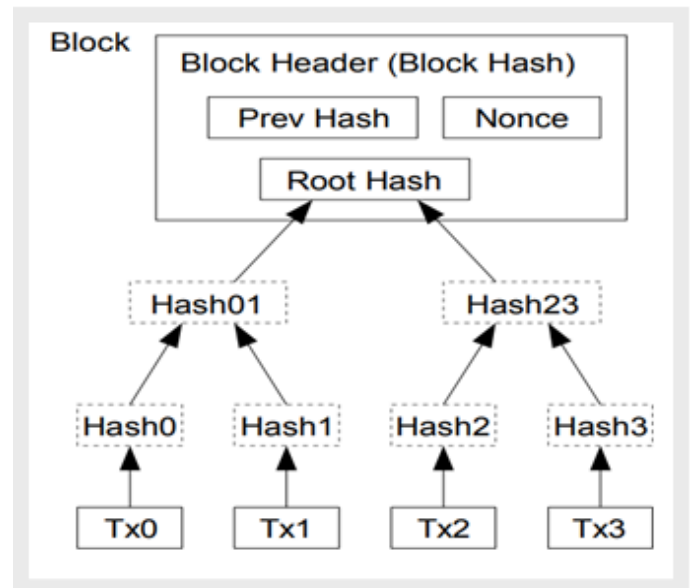 Block
Block Header (Block Hash)
Prev Hash Nonce
Root Hash
Hash01 Hash23
Hash0 Hash1 Hash2 Hash3
Tx0 Tx1 Tx2 Tx3